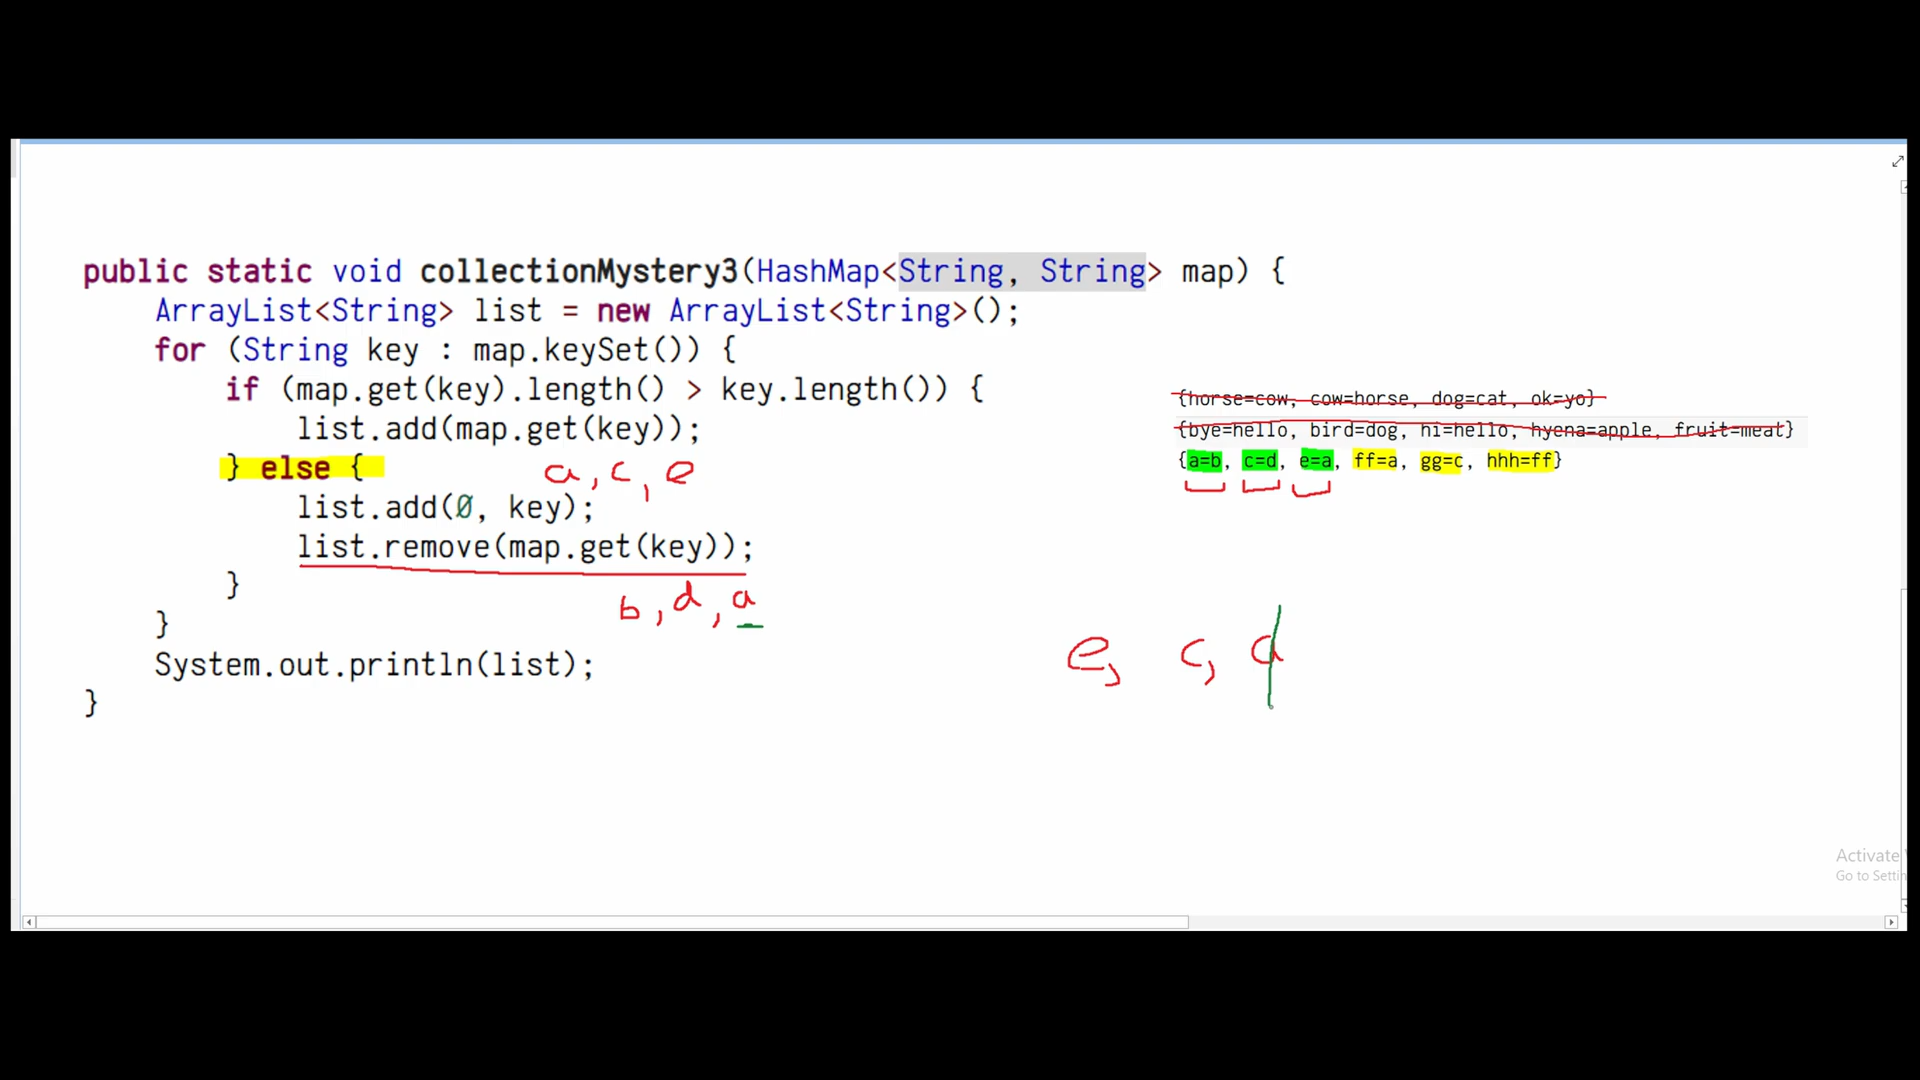 public static void collectionMystery3(HashMap<String, String> map) {
ArrayList<String> list = new ArrayList<String>();
for (String key : map.keySet()) {
if (map.get(key).length() > key.length()) {
list.add(map.get(key));
} else {
a, c, e
list.add(0, key);
list.remove(map.get(key));
}
b, d, a
}
System.out.println(list);
}
{horse=cow, cow=horse, dog=cat, ok=yo}
{bye=hello, bird=dog, hi=hello, hyena=apple, fruit=meat}
{a=b, c=d, e=a, ff=a, gg=c, hhh=ff}
e, c, a
Activate
Go to Settin